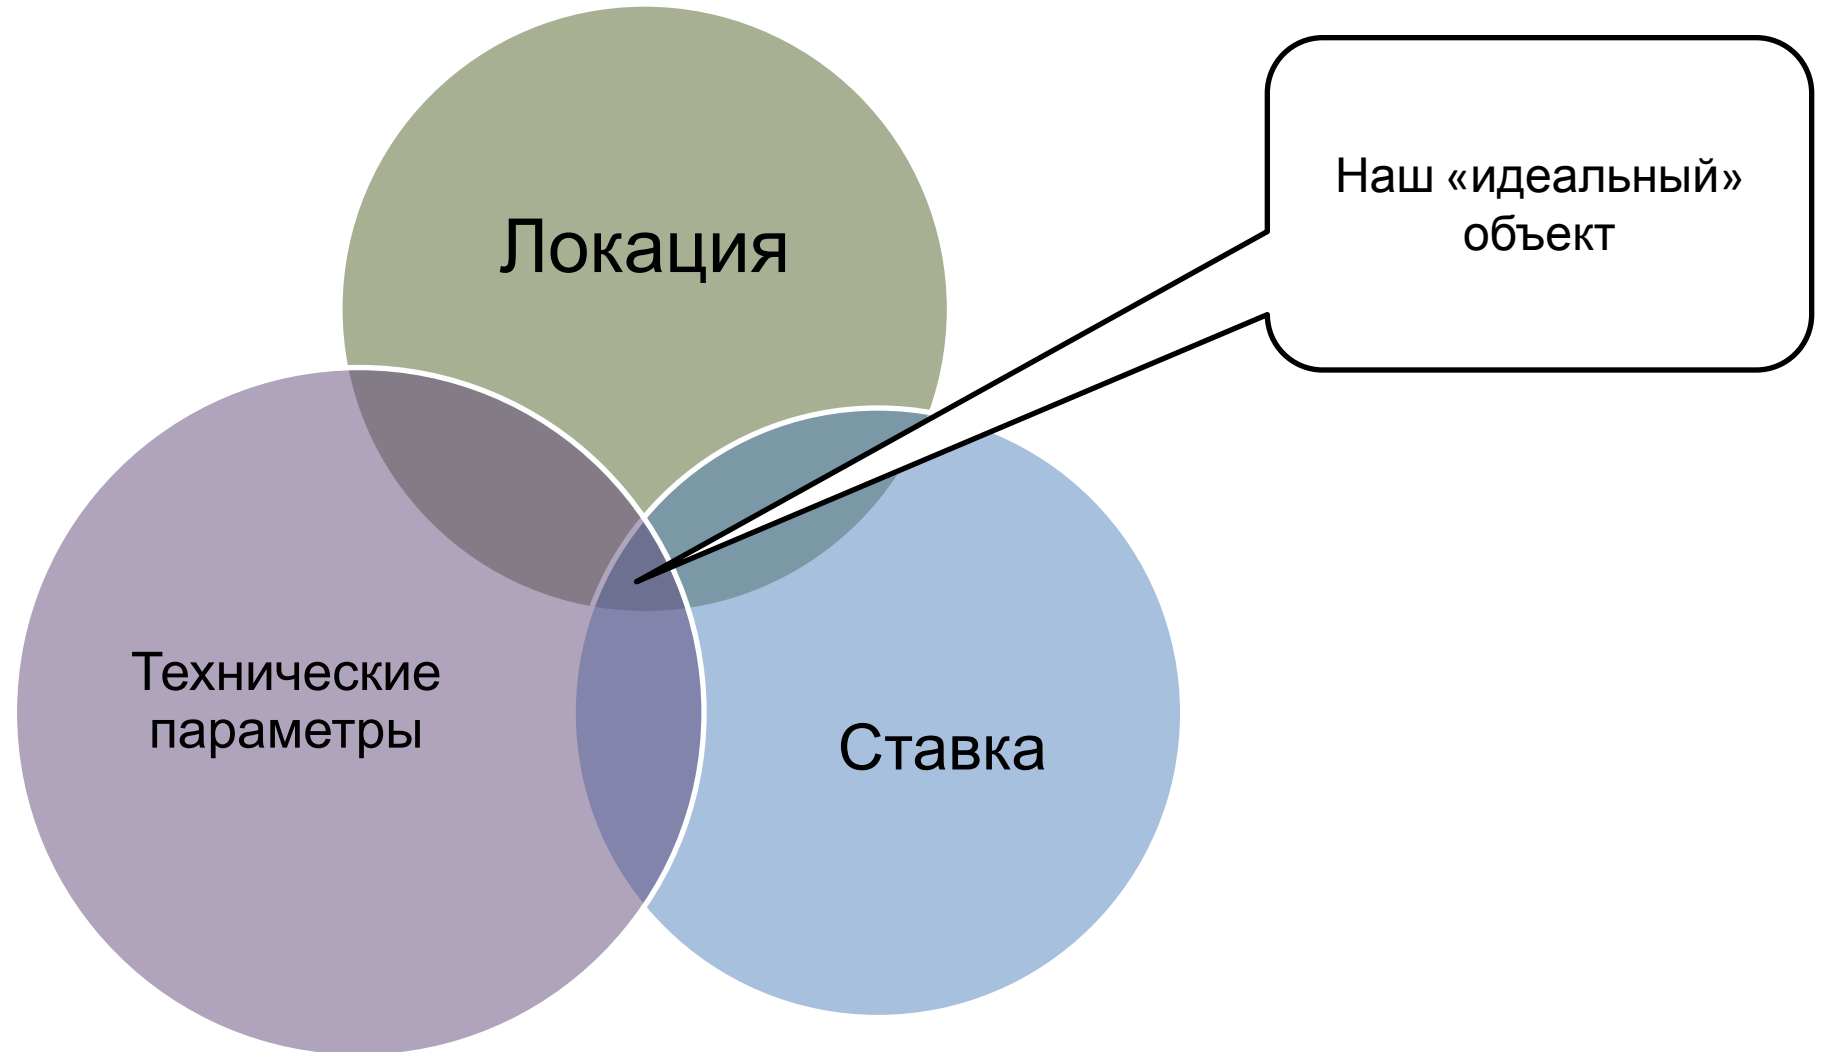 Локация
Наш «идеальный»
объект
Технические
параметры
Ставка